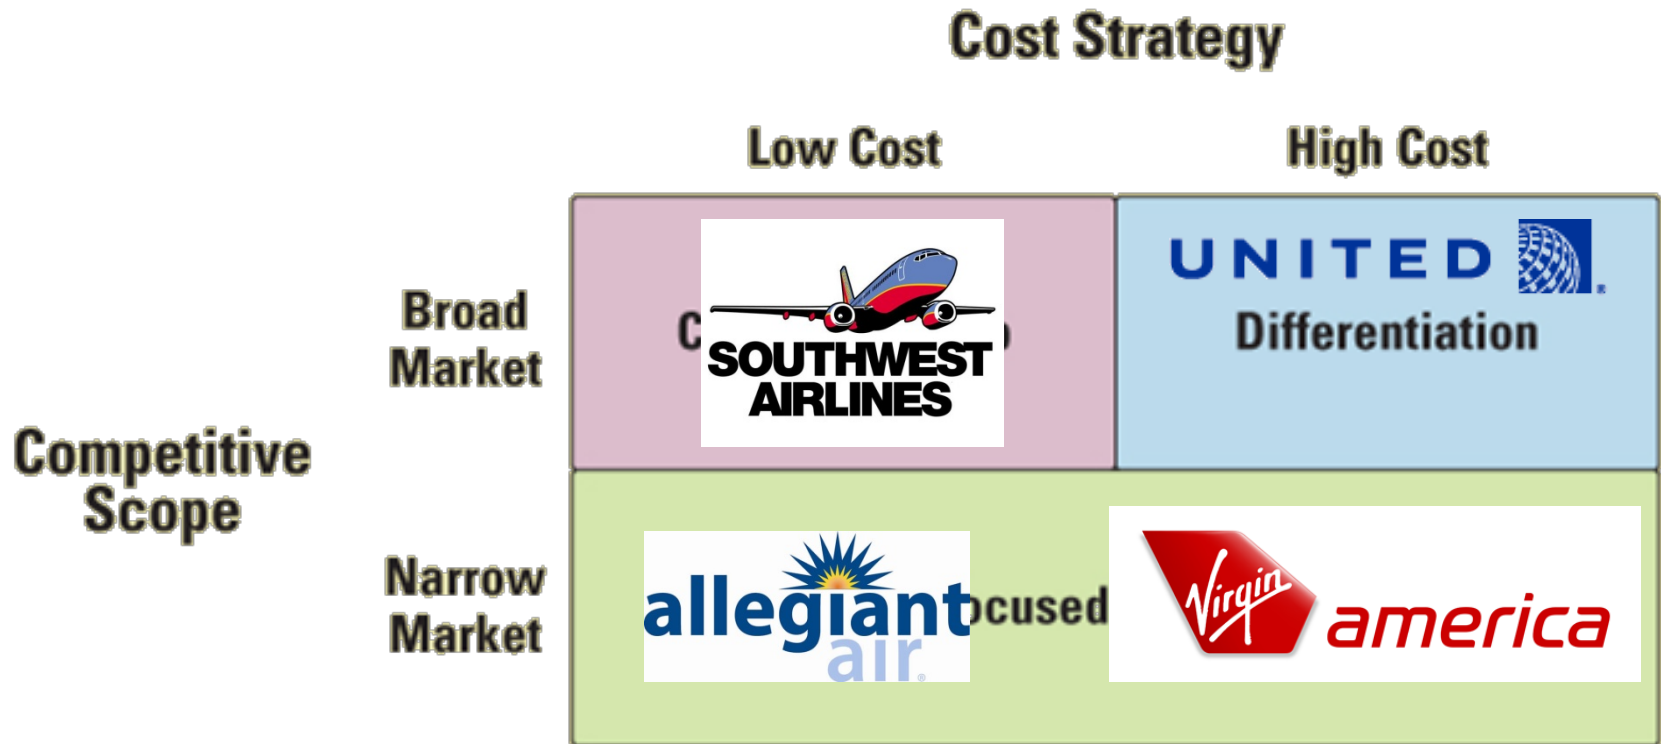 Cost Strategy
Low Cost
High Cost
UNITED
Broad
Market
SOUTHWEST
AIRLINES
Differentiation
Competitive
Scope
Narrow
Market
allegiant
air
Virgin
america